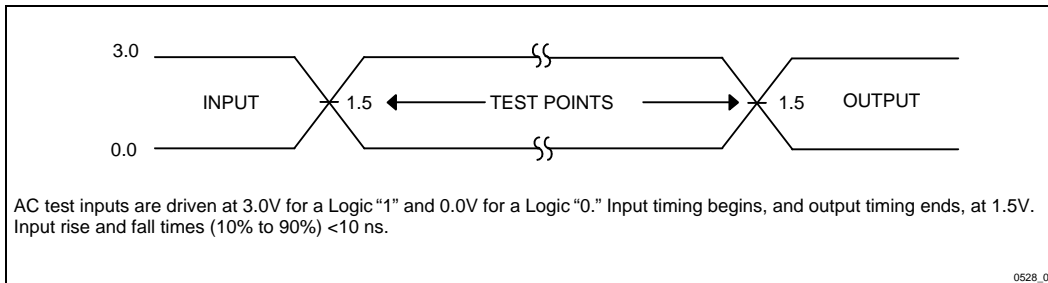 3.0
INPUT 1.5 TEST POINTS 1.5 OUTPUT
0.0
AC test inputs are driven at 3.0V for a Logic “1” and 0.0V for a Logic “0.” Input timing begins, and output timing ends, at 1.5V.
Input rise and fall times (10% to 90%) <10 ns.
0528_0